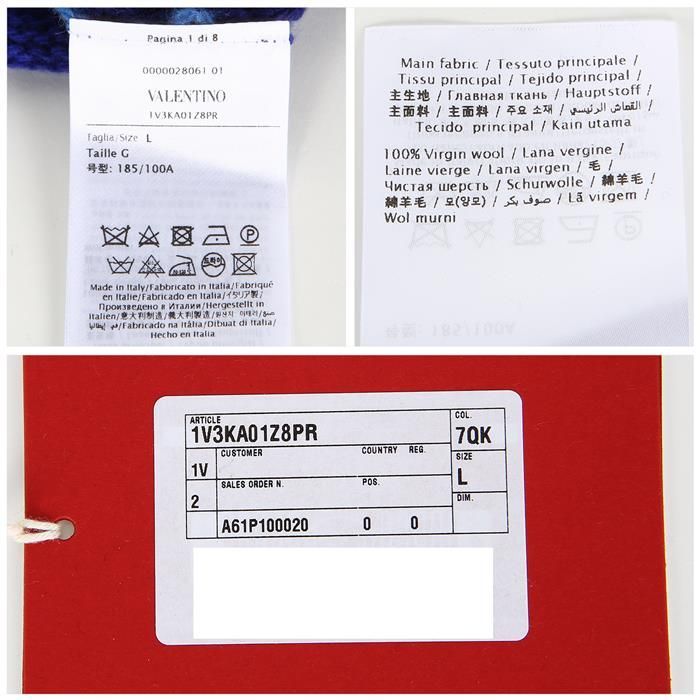 Pagina 1 di 8
0000028061 01
VALENTINO
1V3KA01Z8PR
Taglia/Size L
Taille G
号型: 185/100A
Made in Italy/Fabbricato in Italia/Fabriqué
en Italie/Fabricado en Italia/イタリア製/
Произведено в Италии/Hergestellt in
Italien/意大利制造/義大利製造/
Fabricado na Itália/Dibuat di Italia/
Hecho en Italia
Main fabric / Tessuto principale /
Tissu principal / Tejido principal /
主生地 / Главная ткань / Hauptstoff /
主面料 / 主面料 / 주요 소재 / القماش الرئيسي /
Tecido principal / Kain utama
100% Virgin wool / Lana vergine /
Laine vierge / Lana virgen / 毛 /
Чистая шерсть / Schurwolle / 綿羊毛 /
綿羊毛 / 모(양모) / صوف بكر / Lã virgem /
Wol murni
ARTICLE
1V3KA01Z8PR
COL.
7QK
1V
CUSTOMER
COUNTRY
REG.
SIZE
L
2
SALES ORDER N.
POS.
DIM.
A61P100020
0
0